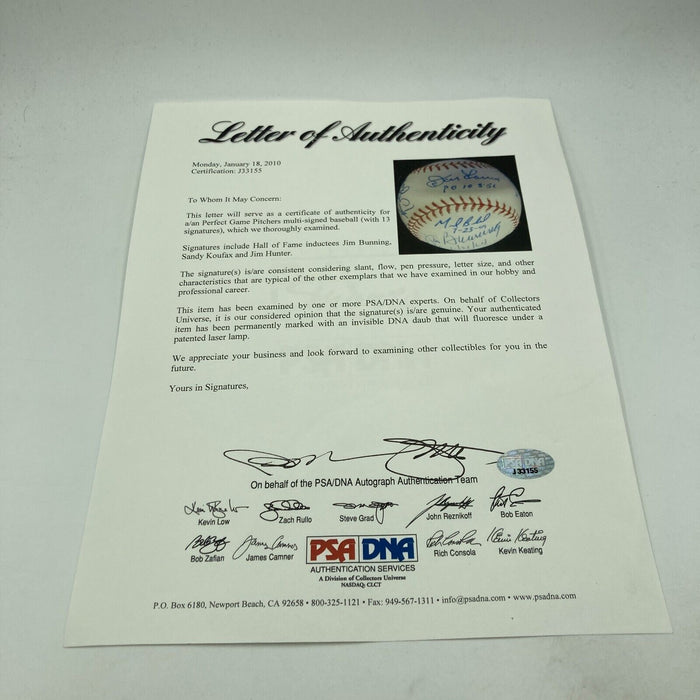 Letter of Authenticity
Monday, January 18, 2010
Certification: J33155
To Whom It May Concern:
This letter will serve as a certificate of authenticity for
a/an Perfect Game Pitchers multi-signed baseball (with 13
signatures), which we thoroughly examined.
Signatures include Hall of Fame inductees Jim Bunning,
Sandy Koufax and Jim Hunter.
The signature(s) is/are consistent considering slant, flow, pen pressure, letter size, and other
characteristics that are typical of the other exemplars that we have examined in our hobby and
professional career.
This item has been examined by one or more PSA/DNA experts. On behalf of Collectors
Universe, it is our considered opinion that the signature(s) is/are genuine. Your authenticated
item has been permanently marked with an invisible DNA daub that will fluoresce under a
patented laser lamp.
We appreciate your business and look forward to examining other collectibles for you in the
future.
Yours in Signatures,
PSA/DNA
J33155
On behalf of the PSA/DNA Autograph Authentication Team
Kevin Low
Zach Rullo
Steve Grad
John Reznikoff
Bob Eaton
Bob Zafian
James Camner
Rich Consola
Kevin Keating
PSA DNA
AUTHENTICATION SERVICES
A Division of Collectors Universe
NASDAQ: CLCT
P.O. Box 6180, Newport Beach, CA 92658 • 800-325-1121 • Fax: 949-567-1311 • info@psadna.com • www.psadna.com